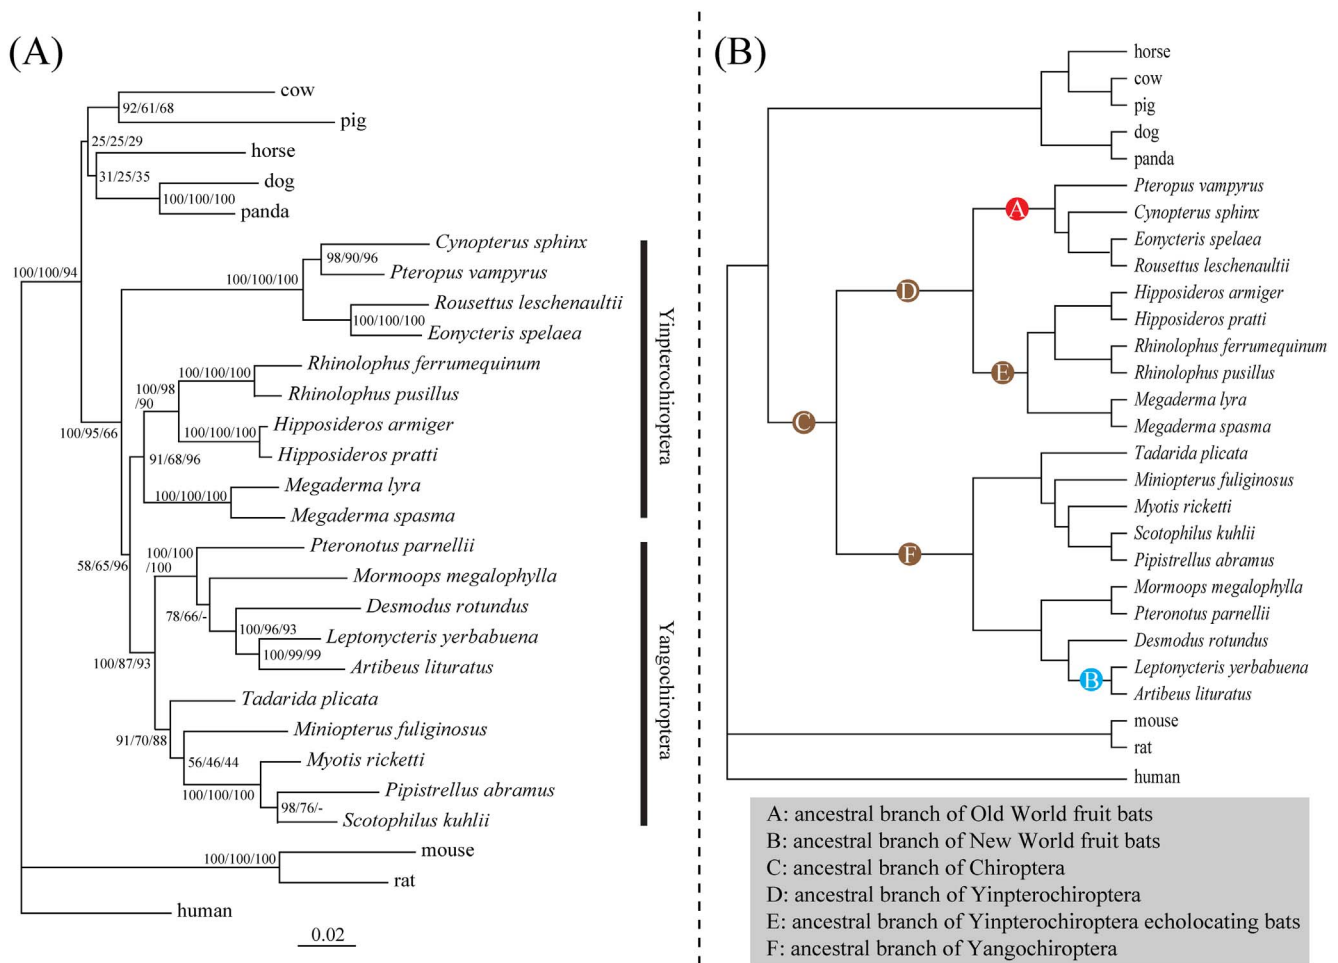 (A)
cow
92/61/68
pig
25/25/29
horse
31/25/35
dog
100/100/100
panda
100/100/94
Cynopterus sphinx
98/90/96
Pteropus vampyrus
100/100/100
Rousettus leschenaultii
100/100/100
Eonycteris spelaea
Rhinolophus ferrumequinum
100/100/100
Rhinolophus pusillus
100/98
/90
Hipposideros armiger
100/100/100
Hipposideros pratti
100/95/66
91/68/96
Megaderma lyra
100/100/100
Megaderma spasma
Yinpterochiroptera
Pteronotus parnellii
100/100
/100
58/65/96
Mormoops megalophylla
78/66/-
Desmodus rotundus
100/96/93
Leptonycteris yerbabuena
100/99/99
Artibeus lituratus
100/87/93
Tadarida plicata
91/70/88
Miniopterus fuliginosus
56/46/44
Myotis ricketti
100/100/100
Pipistrellus abramus
98/76/-
Scotophilus kuhlii
Yangochiroptera
mouse
100/100/100
rat
human
0.02
(B)
horse
cow
pig
dog
panda
Pteropus vampyrus
A
Cynopterus sphinx
Eonycteris spelaea
Rousettus leschenaultii
D
Hipposideros armiger
Hipposideros pratti
Rhinolophus ferrumequinum
E
Rhinolophus pusillus
Megaderma lyra
C
Megaderma spasma
Tadarida plicata
Miniopterus fuliginosus
Myotis ricketti
Scotophilus kuhlii
F
Pipistrellus abramus
Mormoops megalophylla
Pteronotus parnellii
Desmodus rotundus
Leptonycteris yerbabuena
B
Artibeus lituratus
mouse
rat
human
A: ancestral branch of Old World fruit bats
B: ancestral branch of New World fruit bats
C: ancestral branch of Chiroptera
D: ancestral branch of Yinpterochiroptera
E: ancestral branch of Yinpterochiroptera echolocating bats
F: ancestral branch of Yangochiroptera